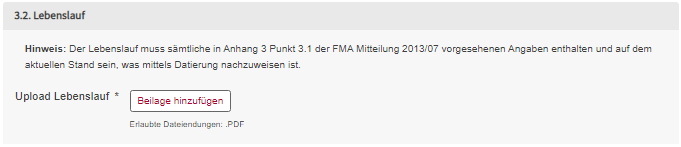 3.2. Lebenslauf
Hinweis: Der Lebenslauf muss sämtliche in Anhang 3 Punkt 3.1 der FMA Mitteilung 2013/07 vorgesehenen Angaben enthalten und auf dem
aktuellen Stand sein, was mittels Datierung nachzuweisen ist.
Upload Lebenslauf *
Beilage hinzufügen
Erlaubte Dateiendungen: .PDF